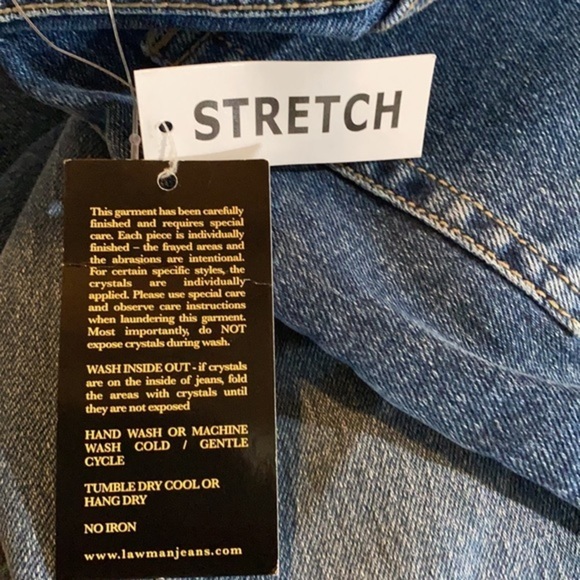 STRETCH
This garment has been carefully
finished and requires special
care. Each piece is individually
finished – the frayed areas and
the abrasions are intentional.
For certain specific styles, the
crystals are individually
applied. Please use special care
and observe care instructions
when laundering this garment.
Most importantly, do NOT
expose crystals during wash.
WASH INSIDE OUT - if crystals
are on the inside of jeans, fold
the areas with crystals until
they are not exposed
HAND WASH OR MACHINE
WASH COLD / GENTLE
CYCLE
TUMBLE DRY COOL OR
HANG DRY
NO IRON
www.lawmanjeans.com